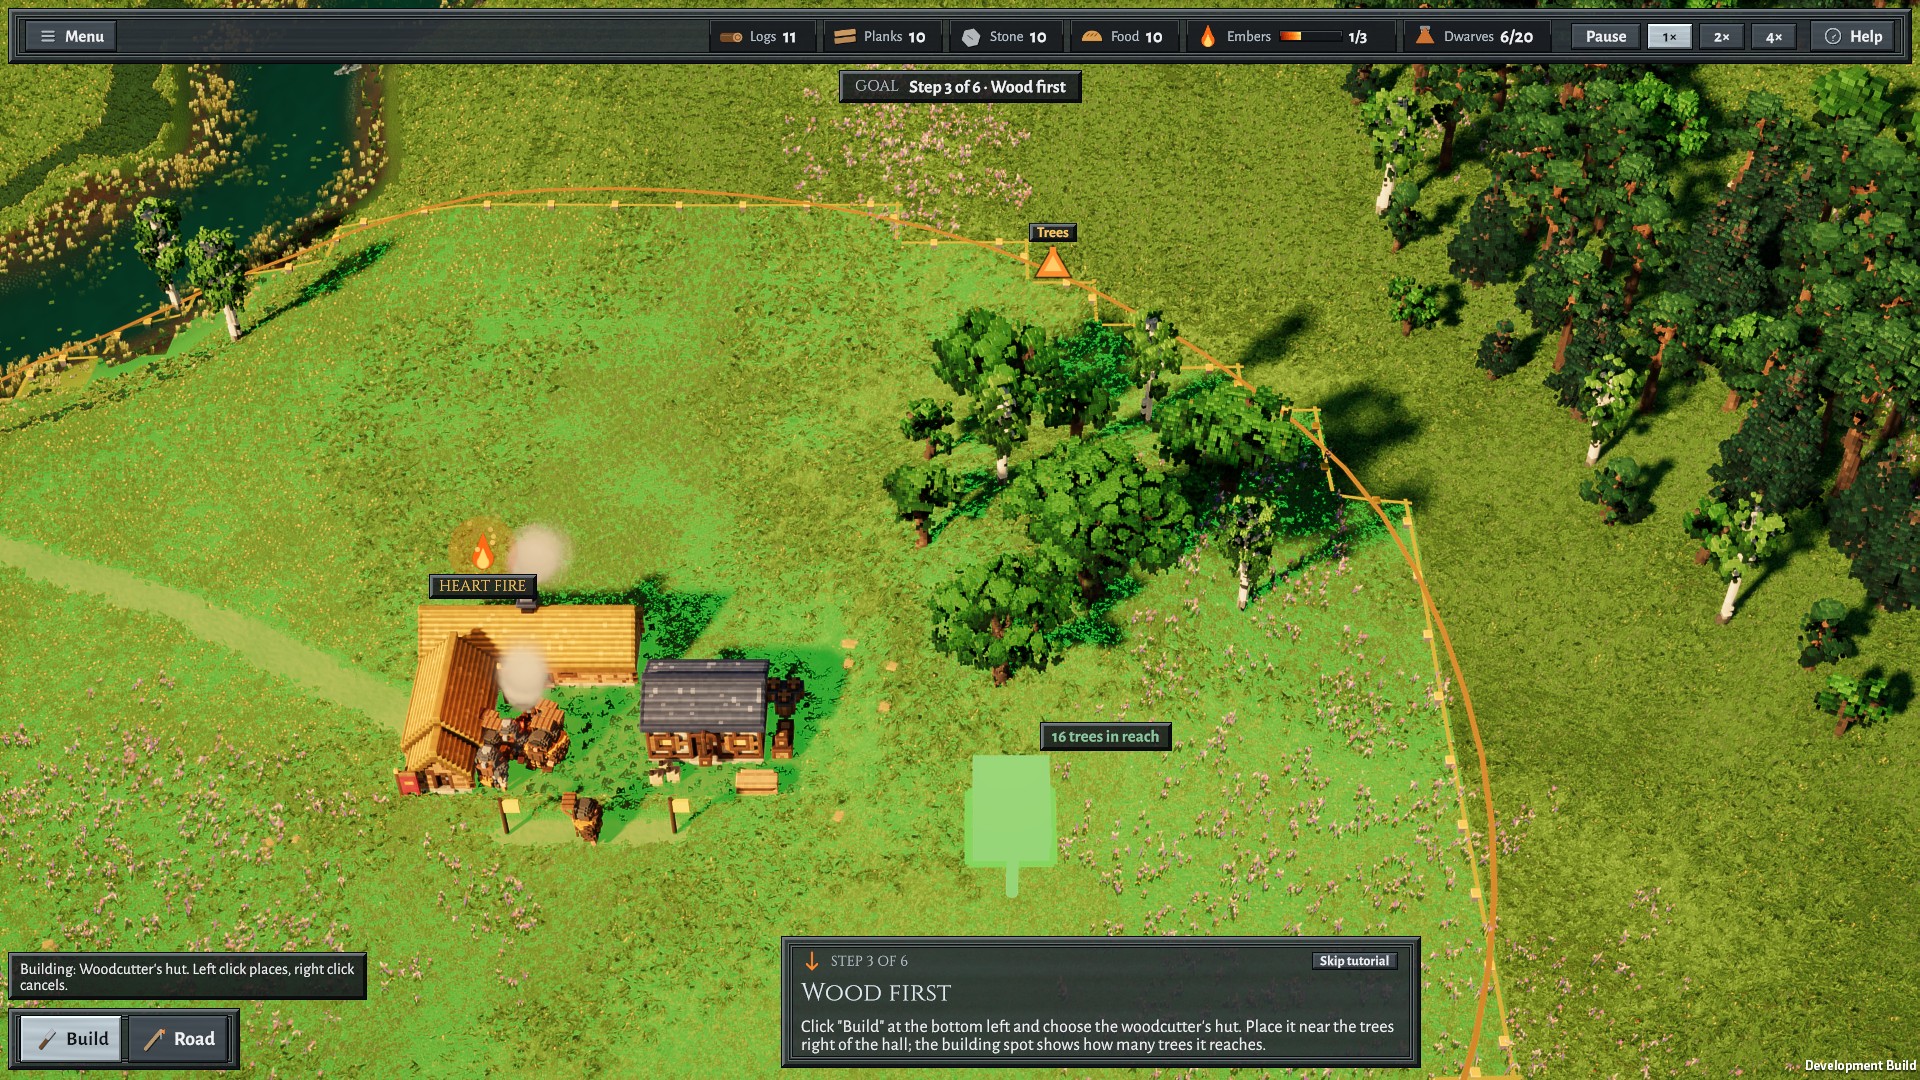 Menu
Logs 11
Planks 10
Stone 10
Food 10
Embers 1/3
Dwarves 6/20
Pause
1×
2×
4×
Help
GOAL Step 3 of 6 · Wood first
Trees
HEART FIRE
16 trees in reach
Building: Woodcutter's hut. Left click places, right click
cancels.
Build
Road
STEP 3 OF 6
Skip tutorial
WOOD FIRST
Click "Build" at the bottom left and choose the woodcutter's hut. Place it near the trees
right of the hall; the building spot shows how many trees it reaches.
Development Build